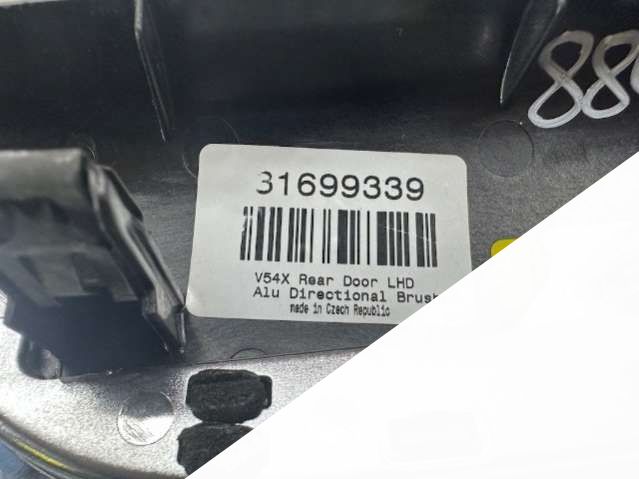 31699339
V54X Rear Door LHD
Alu Directional Brush
made in Czech Republic